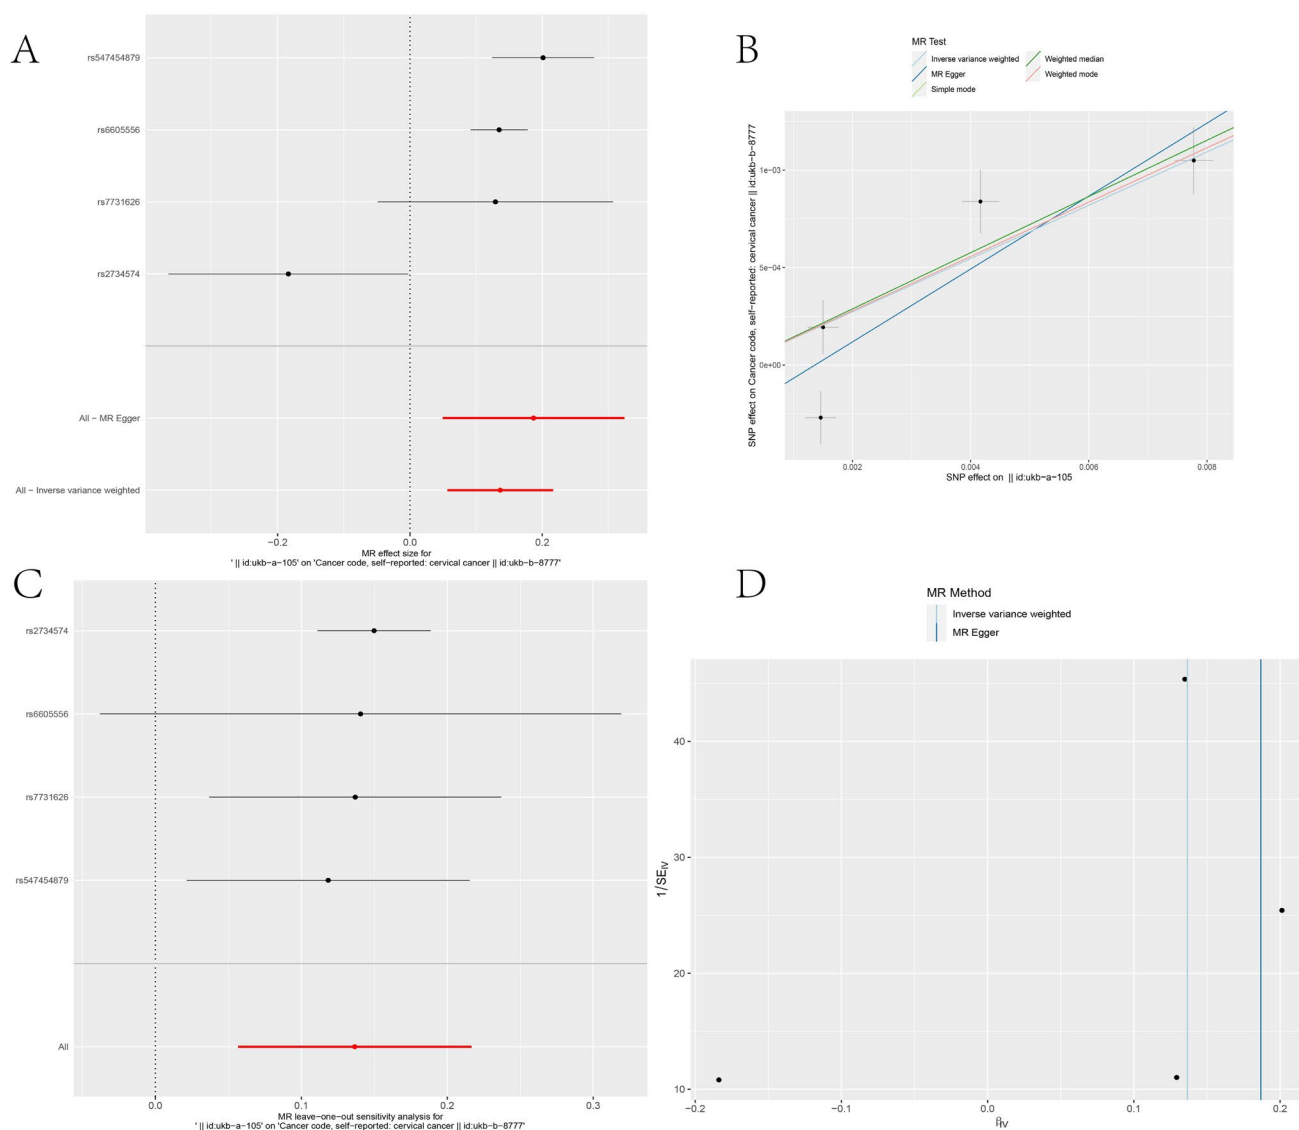 A
rs547454879
rs6605556
rs7731626
rs2734574
All − MR Egger
All − Inverse variance weighted
−0.2
0.0
0.2
MR effect size for
' || id:ukb−a−105' on 'Cancer code, self−reported: cervical cancer || id:ukb−b−8777'
B
MR Test
Inverse variance weighted
MR Egger
Simple mode
Weighted median
Weighted mode
SNP effect on Cancer code, self−reported: cervical cancer || id:ukb−b−8777
1e−03
5e−04
0e+00
0.002
0.004
0.006
0.008
SNP effect on || id:ukb−a−105
C
rs2734574
rs6605556
rs7731626
rs547454879
All
0.0
0.1
0.2
0.3
MR leave−one−out sensitivity analysis for
' || id:ukb−a−105' on 'Cancer code, self−reported: cervical cancer || id:ukb−b−8777'
D
MR Method
Inverse variance weighted
MR Egger
1/SEIV
40
30
20
10
−0.2
−0.1
0.0
0.1
0.2
βIV